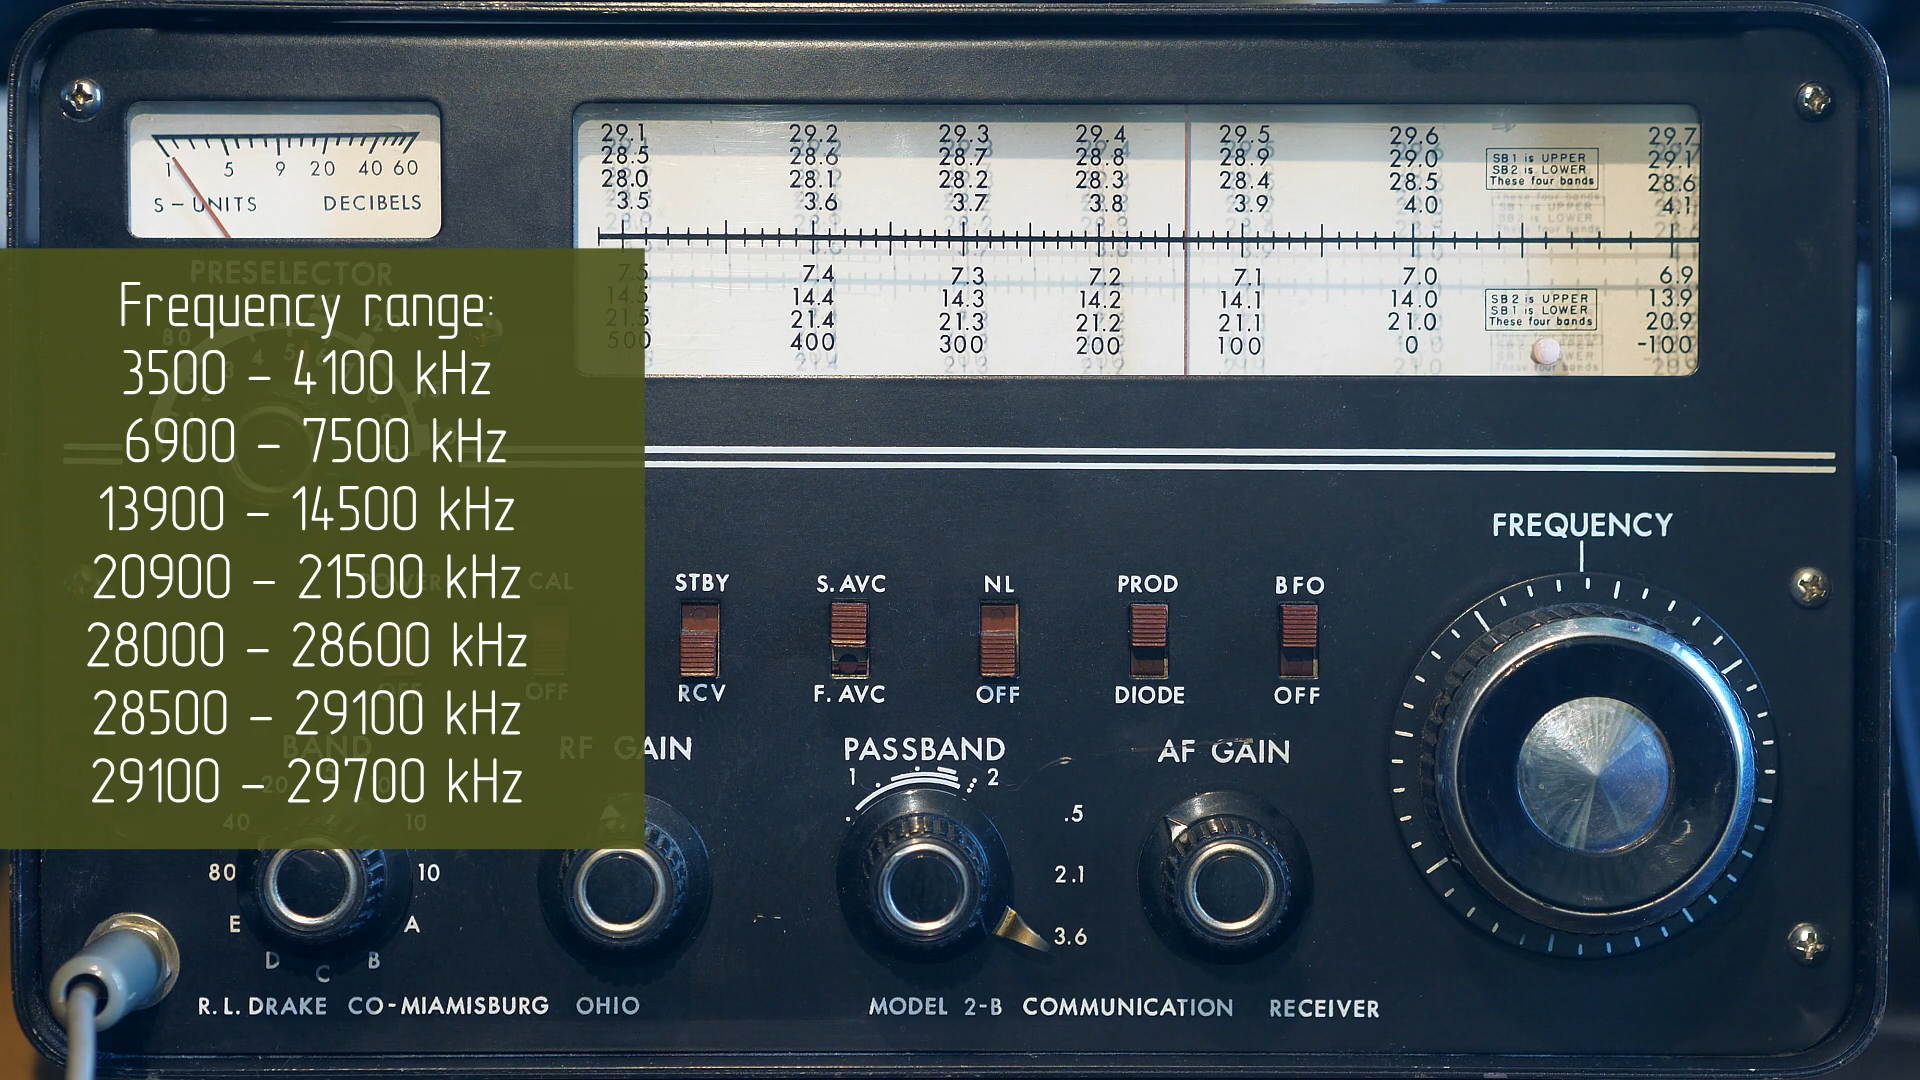 1 5 9 20 40 60
S-UNITS DECIBELS
29.1 29.2 29.3 29.4 29.5 29.6 29.7
28.5 28.6 28.7 28.8 28.9 29.0 29.1
28.0 28.1 28.2 28.3 28.4 28.5 28.6
3.5 3.6 3.7 3.8 3.9 4.0 4.1
SB1 is UPPER
SB2 is LOWER
These four bands
7.5 7.4 7.3 7.2 7.1 7.0 6.9
14.5 14.4 14.3 14.2 14.1 14.0 13.9
21.5 21.4 21.3 21.2 21.1 21.0 20.9
500 400 300 200 100 0 -100
SB2 is UPPER
SB1 is LOWER
These four bands
PRESELECTOR
Frequency range:
3500 – 4100 kHz
6900 – 7500 kHz
13900 – 14500 kHz
20900 – 21500 kHz
28000 – 28600 kHz
28500 – 29100 kHz
29100 – 29700 kHz
FREQUENCY
CAL STBY S.AVC NL PROD BFO
OFF OFF RCV F.AVC OFF DIODE OFF
BAND RF GAIN PASSBAND AF GAIN
20
40 10
80 10
E A
D C B
1 2
.5
2.1
3.6
R.L. DRAKE CO-MIAMISBURG OHIO MODEL 2-B COMMUNICATION RECEIVER